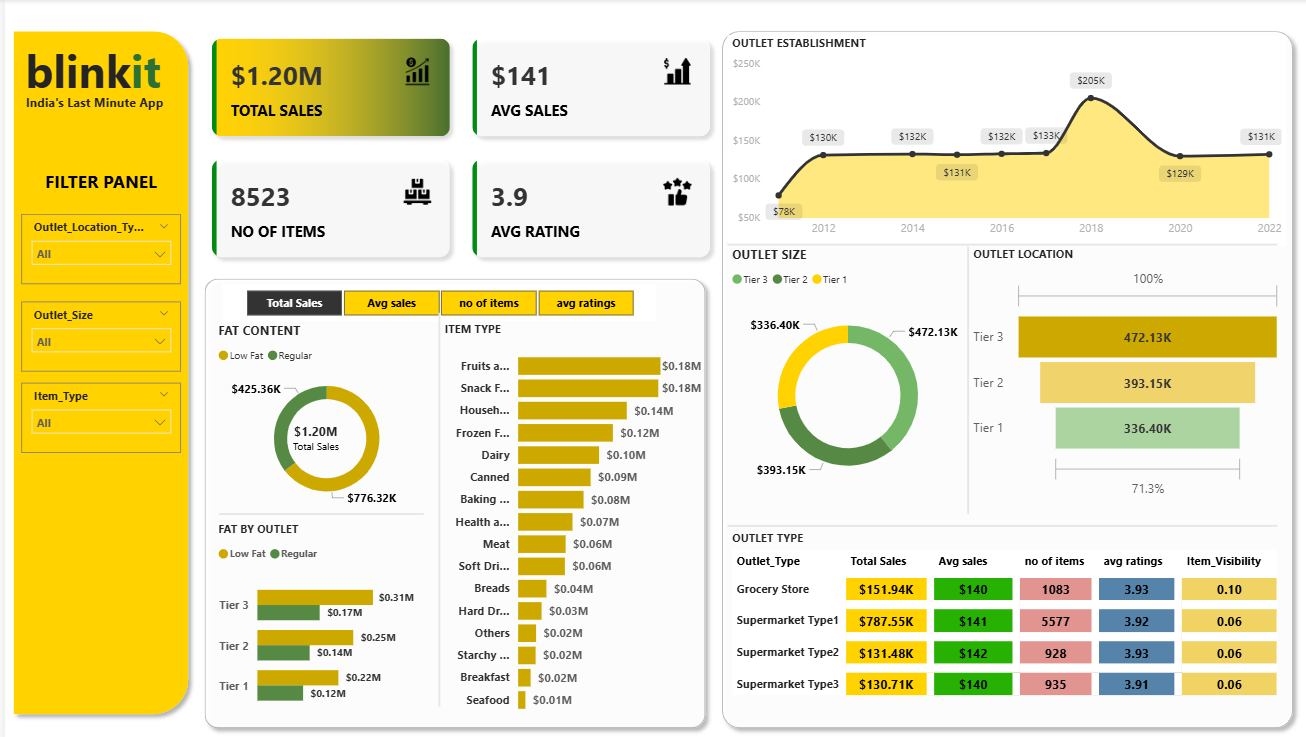 blinkit
India's Last Minute App
FILTER PANEL
Outlet_Location_Ty...
All
Outlet_Size
All
Item_Type
All
$1.20M
TOTAL SALES
$141
AVG SALES
8523
NO OF ITEMS
3.9
AVG RATING
Total Sales Avg sales no of items avg ratings
FAT CONTENT
Low Fat Regular
$425.36K
$1.20M
Total Sales
$776.32K
FAT BY OUTLET
Low Fat Regular
Tier 3 $0.31M
$0.17M
Tier 2 $0.25M
$0.14M
Tier 1 $0.22M
$0.12M
ITEM TYPE
Fruits a... $0.18M
Snack F... $0.18M
Househ... $0.14M
Frozen F... $0.12M
Dairy $0.10M
Canned $0.09M
Baking ... $0.08M
Health a... $0.07M
Meat $0.06M
Soft Dri... $0.06M
Breads $0.04M
Hard Dr... $0.03M
Others $0.02M
Starchy ... $0.02M
Breakfast $0.02M
Seafood $0.01M
OUTLET ESTABLISHMENT
$250K
$200K
$150K
$100K
$50K
$78K $130K $132K $131K $132K $133K $205K $129K $131K
2012 2014 2016 2018 2020 2022
OUTLET SIZE
Tier 3 Tier 2 Tier 1
$336.40K
$472.13K
$393.15K
OUTLET LOCATION
100%
Tier 3 472.13K
Tier 2 393.15K
Tier 1 336.40K
71.3%
OUTLET TYPE
Outlet_Type Total Sales Avg sales no of items avg ratings Item_Visibility
Grocery Store $151.94K $140 1083 3.93 0.10
Supermarket Type1 $787.55K $141 5577 3.92 0.06
Supermarket Type2 $131.48K $142 928 3.93 0.06
Supermarket Type3 $130.71K $140 935 3.91 0.06